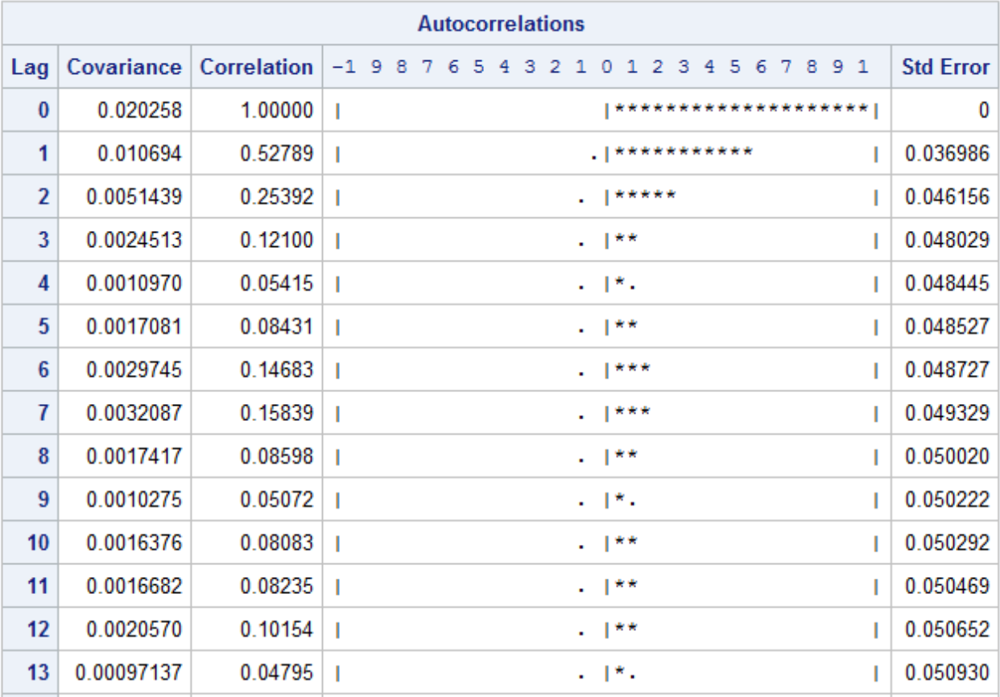 Autocorrelations
Lag Covariance Correlation -1 9 8 7 6 5 4 3 2 1 0 1 2 3 4 5 6 7 8 9 1 Std Error
0 0.020258 1.00000 | |********************| 0
1 0.010694 0.52789 | .|*********** | 0.036986
2 0.0051439 0.25392 | . |***** | 0.046156
3 0.0024513 0.12100 | . |** | 0.048029
4 0.0010970 0.05415 | . |*. | 0.048445
5 0.0017081 0.08431 | . |** | 0.048527
6 0.0029745 0.14683 | . |*** | 0.048727
7 0.0032087 0.15839 | . |*** | 0.049329
8 0.0017417 0.08598 | . |** | 0.050020
9 0.0010275 0.05072 | . |*. | 0.050222
10 0.0016376 0.08083 | . |** | 0.050292
11 0.0016682 0.08235 | . |** | 0.050469
12 0.0020570 0.10154 | . |** | 0.050652
13 0.00097137 0.04795 | . |*. | 0.050930